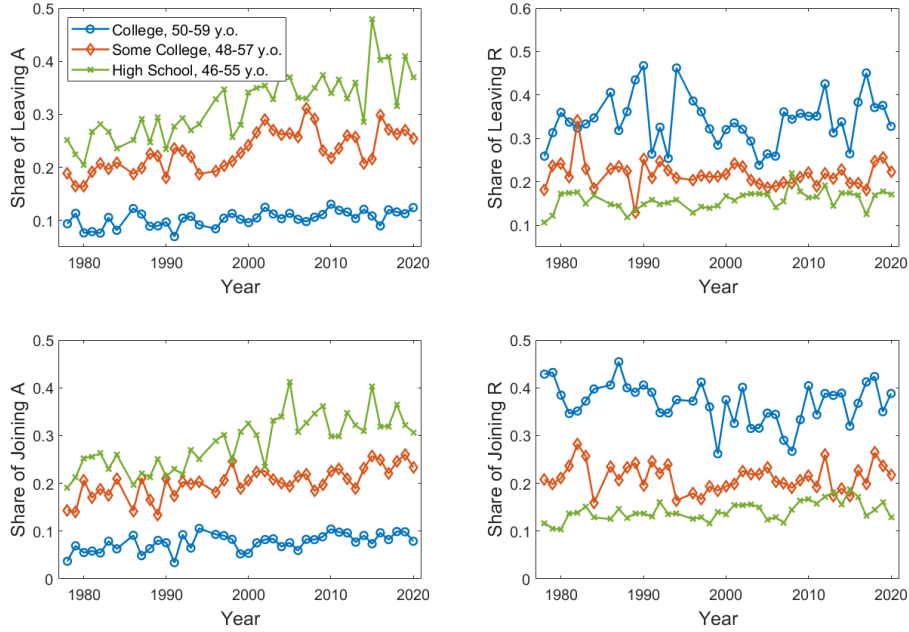 0.5
0.4
0.3
0.2
0.1
Share of Leaving A
College, 50-59 y.o.
Some College, 48-57 y.o.
High School, 46-55 y.o.
1980 1990 2000 2010 2020
Year
0.6
0.5
0.4
0.3
0.2
0.1
Share of Leaving R
1980 1990 2000 2010 2020
Year
0.5
0.4
0.3
0.2
0.1
0
Share of Joining A
1980 1990 2000 2010 2020
Year
0.5
0.4
0.3
0.2
0.1
0
Share of Joining R
1980 1990 2000 2010 2020
Year